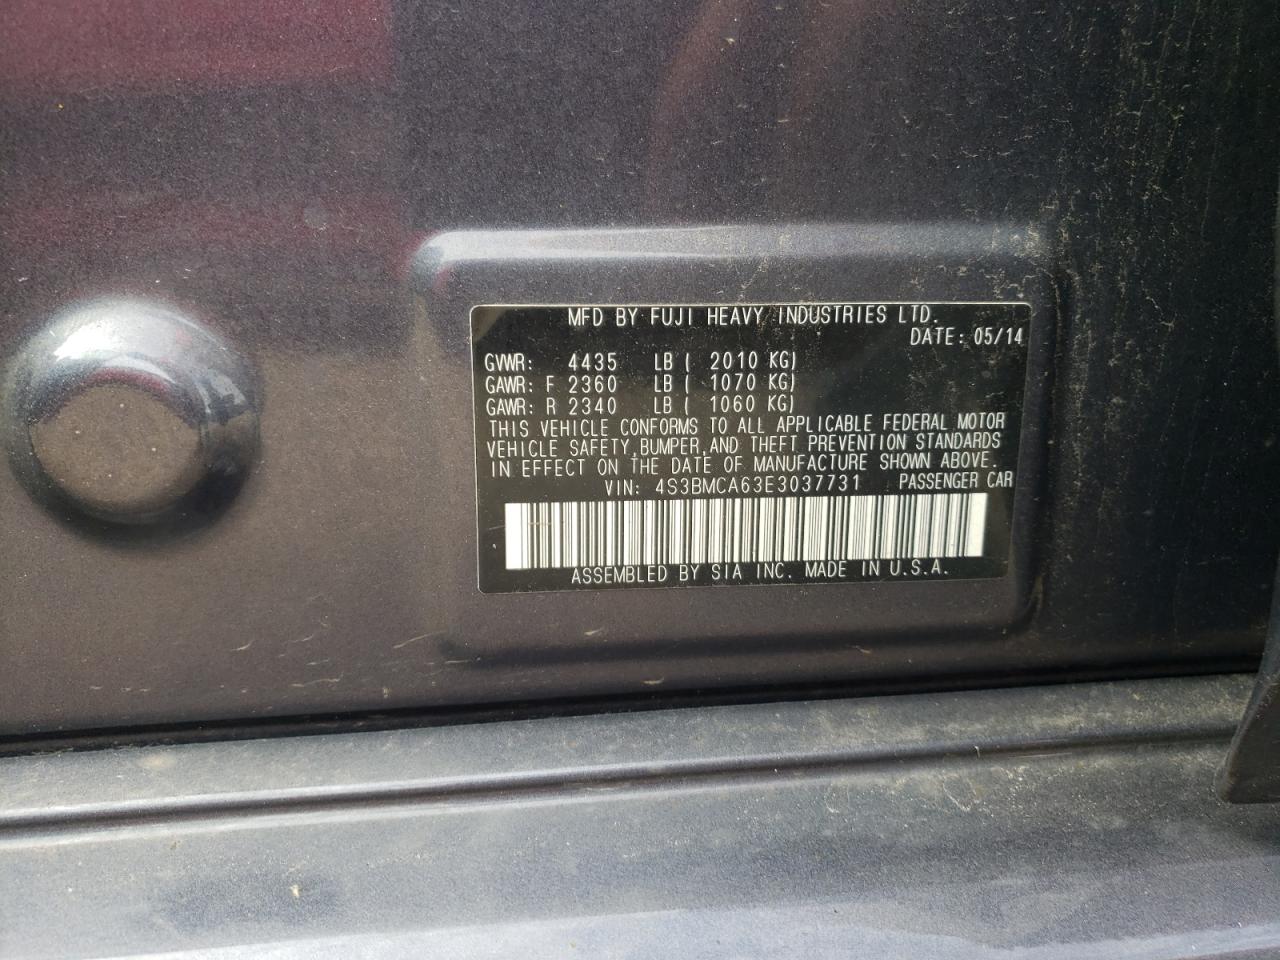 MFD BY FUJI HEAVY INDUSTRIES LTD.
DATE: 05/14
GVWR: 4435 LB ( 2010 KG)
GAWR: F 2360 LB ( 1070 KG)
GAWR: R 2340 LB ( 1060 KG)
THIS VEHICLE CONFORMS TO ALL APPLICABLE FEDERAL MOTOR
VEHICLE SAFETY,BUMPER,AND THEFT PREVENTION STANDARDS
IN EFFECT ON THE DATE OF MANUFACTURE SHOWN ABOVE.
VIN: 4S3BMCA63E3037731 PASSENGER CAR
ASSEMBLED BY SIA INC. MADE IN U.S.A.